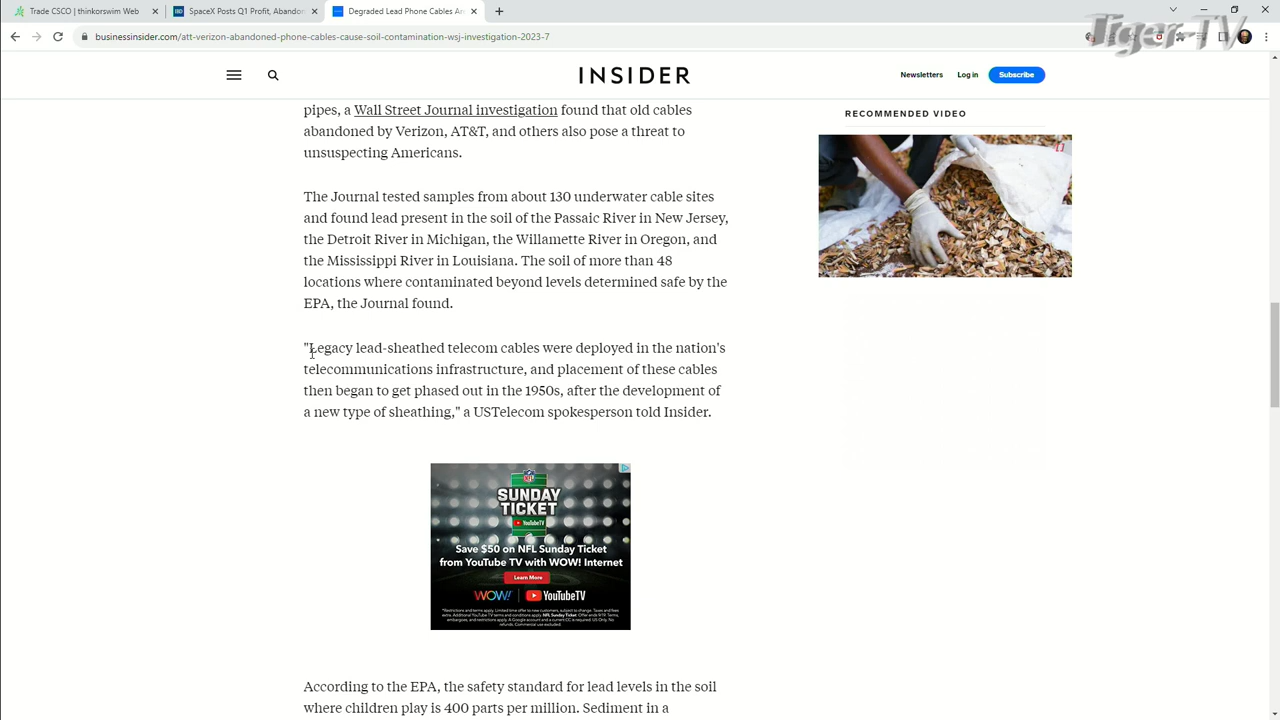 Trade CSCO | thinkorswim Web
SpaceX Posts Q1 Profit, Abandon
Degraded Lead Phone Cables Ar
Tiger-TV
businessinsider.com/att-verizon-abandoned-phone-cables-cause-soil-contamination-wsj-investigation-2023-7
INSIDER
Newsletters
Log in
Subscribe
pipes, a Wall Street Journal investigation found that old cables
abandoned by Verizon, AT&T, and others also pose a threat to
unsuspecting Americans.
The Journal tested samples from about 130 underwater cable sites
and found lead present in the soil of the Passaic River in New Jersey,
the Detroit River in Michigan, the Willamette River in Oregon, and
the Mississippi River in Louisiana. The soil of more than 48
locations where contaminated beyond levels determined safe by the
EPA, the Journal found.
"Legacy lead-sheathed telecom cables were deployed in the nation's
telecommunications infrastructure, and placement of these cables
then began to get phased out in the 1950s, after the development of
a new type of sheathing," a USTelecom spokesperson told Insider.
RECOMMENDED VIDEO
NFL
SUNDAY
TICKET
YouTubeTV
Save $50 on NFL Sunday Ticket
from YouTube TV with WOW! Internet
Learn More
WOW! | YouTubeTV
According to the EPA, the safety standard for lead levels in the soil
where children play is 400 parts per million. Sediment in a